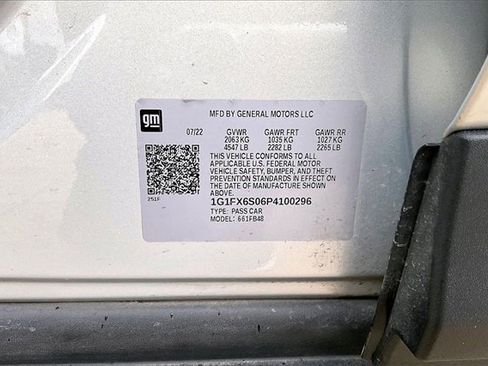 gm
MFD BY GENERAL MOTORS LLC
07/22 GVWR GAWR FRT GAWR RR
2063 KG 1035 KG 1027 KG
4547 LB 2282 LB 2265 LB
THIS VEHICLE CONFORMS TO ALL
APPLICABLE U.S. FEDERAL MOTOR
VEHICLE SAFETY, BUMPER, AND THEFT
PREVENTION STANDARDS IN EFFECT ON
THE DATE OF MANUFACTURE SHOWN
ABOVE.
251F
1G1FX6S06P4100296
TYPE: PASS CAR
MODEL: 661FB48